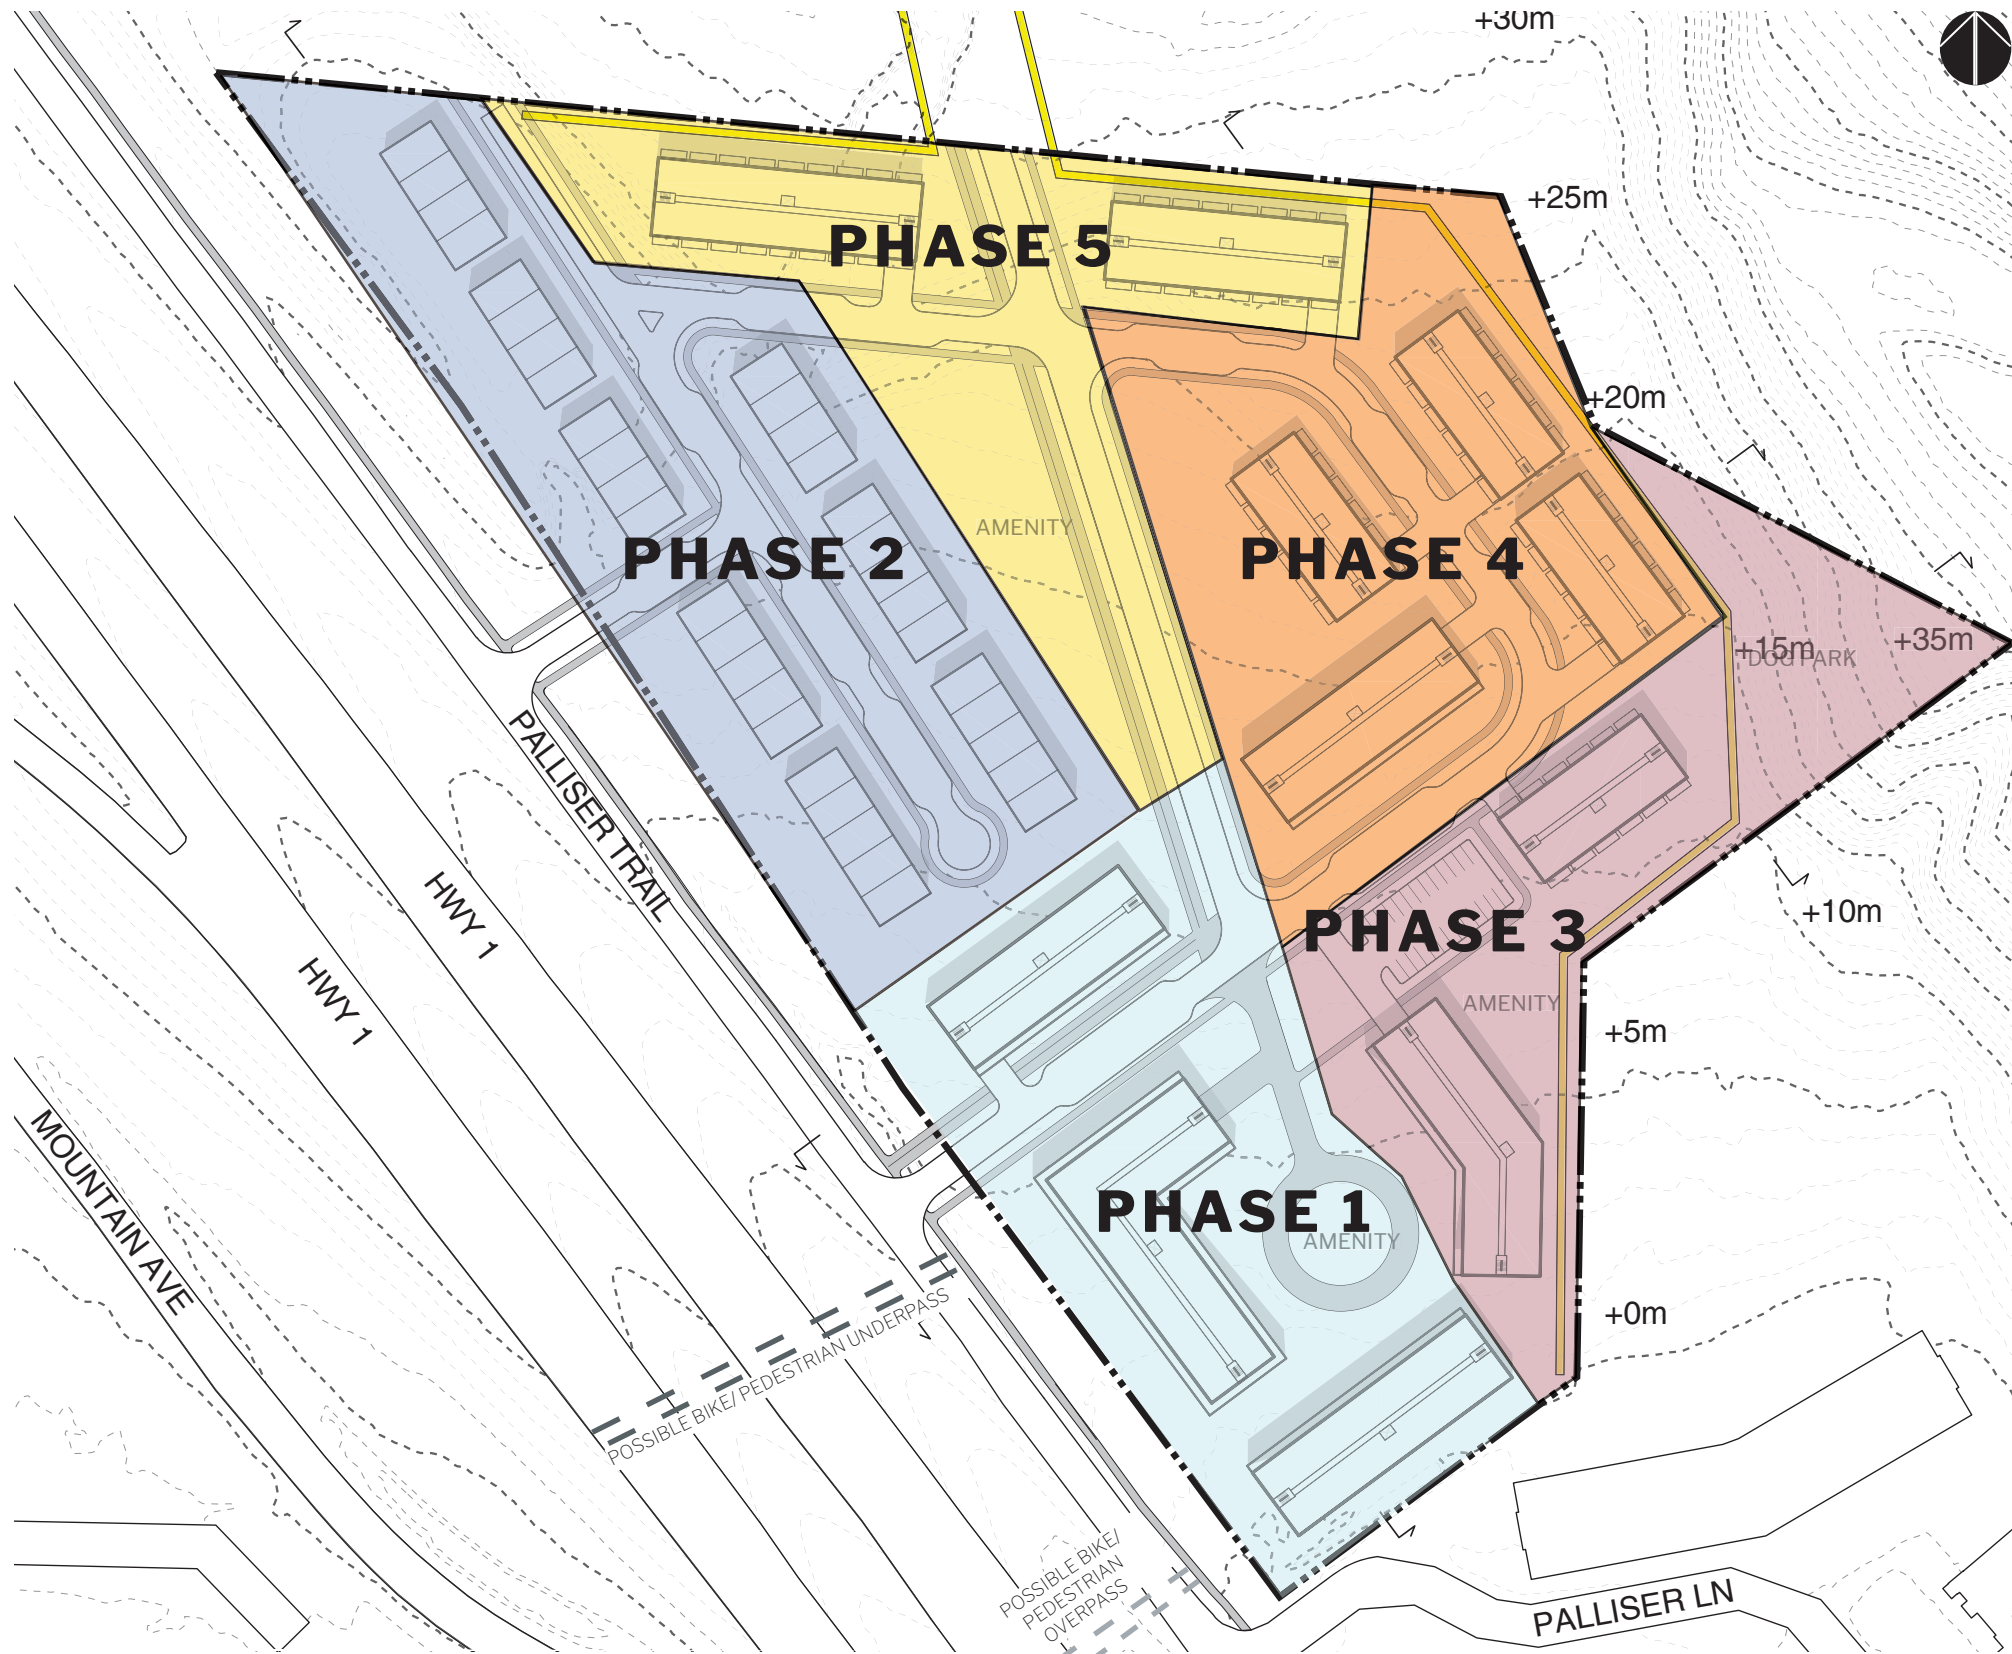 +30m
+25m
PHASE 5
+20m
AMENITY
PHASE 2
PHASE 4
+15m
DOG PARK
+35m
PALLISER TRAIL
HWY 1
HWY 1
PHASE 3
+10m
AMENITY
+5m
MOUNTAIN AVE
PHASE 1
AMENITY
+0m
POSSIBLE BIKE/ PEDESTRIAN UNDERPASS
POSSIBLE BIKE/
PEDESTRIAN
OVERPASS
PALLISER LN